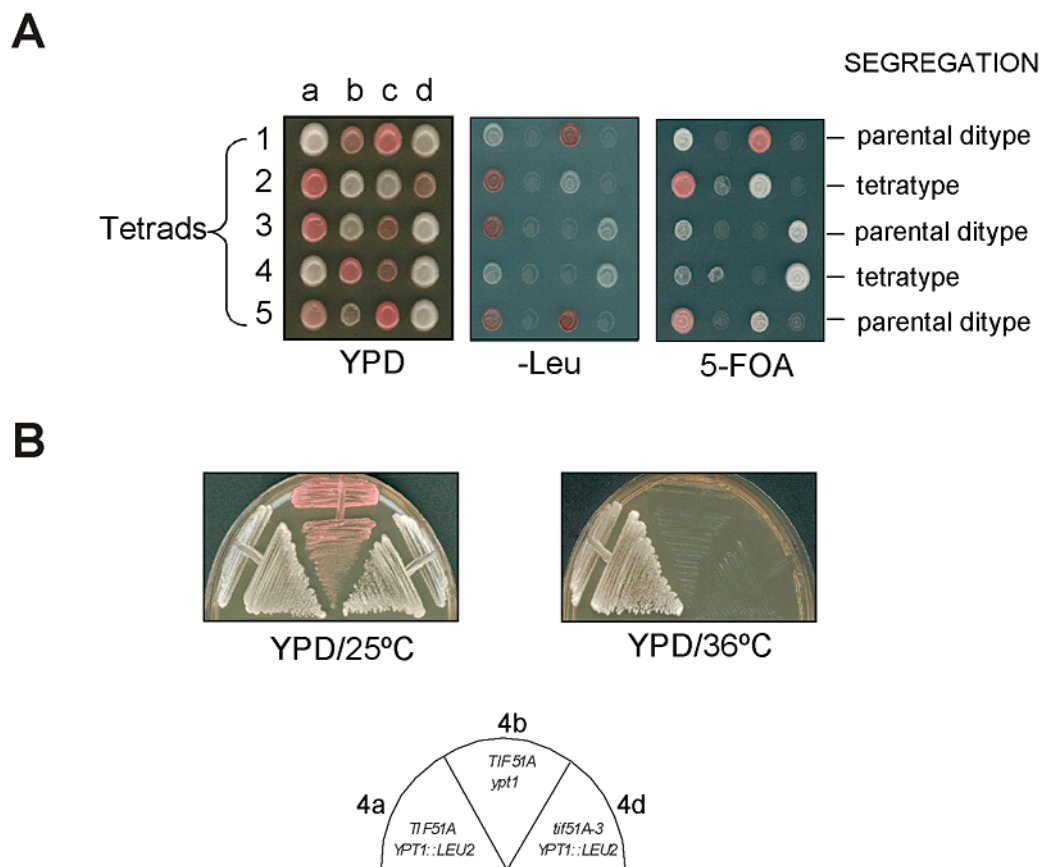 A
SEGREGATION
a b c d
1 – parental ditype
2 – tetratype
Tetrads 3 – parental ditype
4 – tetratype
5 – parental ditype
YPD -Leu 5-FOA
B
YPD/25ºC YPD/36ºC
4b
TIF51A
ypt1
4a 4d
TIF51A tif51A-3
YPT1::LEU2 YPT1::LEU2